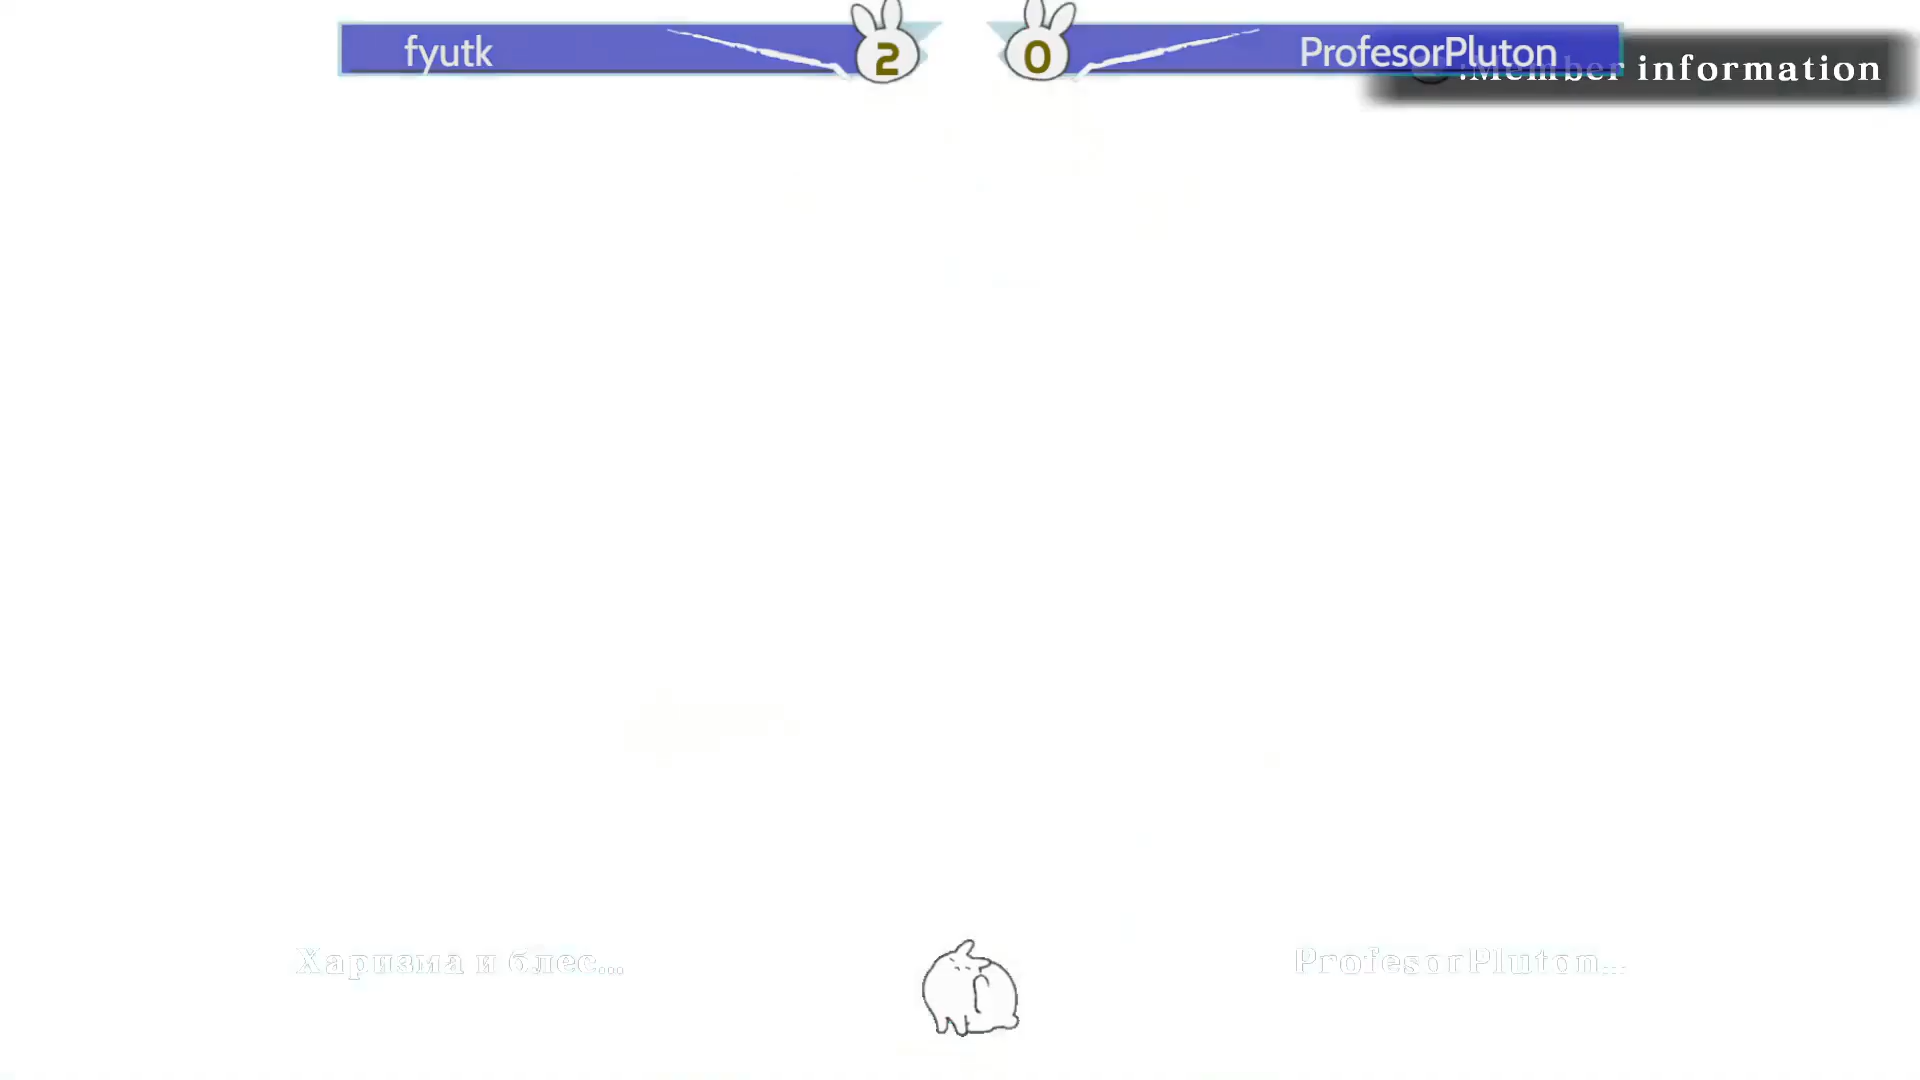 fyutk
2
0
ProfesorPluton
:Member information
Харизма и блес...
ProfesorPluton...